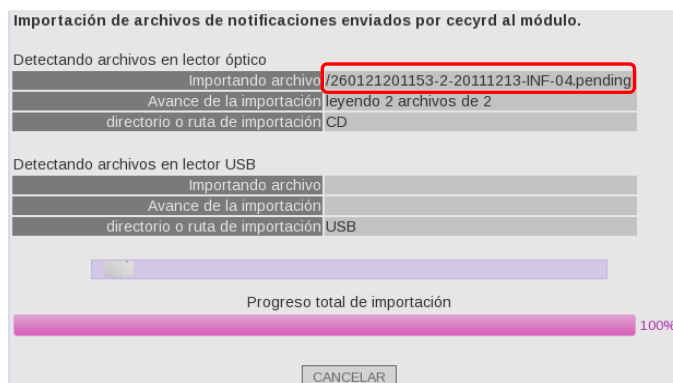 Importación de archivos de notificaciones enviados por cecyrd al módulo.
Detectando archivos en lector óptico
Importando archivo /260121201153-2-20111213-INF-04.pending
Avance de la importación leyendo 2 archivos de 2
directorio o ruta de importación CD
Detectando archivos en lector USB
Importando archivo
Avance de la importación
directorio o ruta de importación USB
Progreso total de importación
100%
CANCELAR